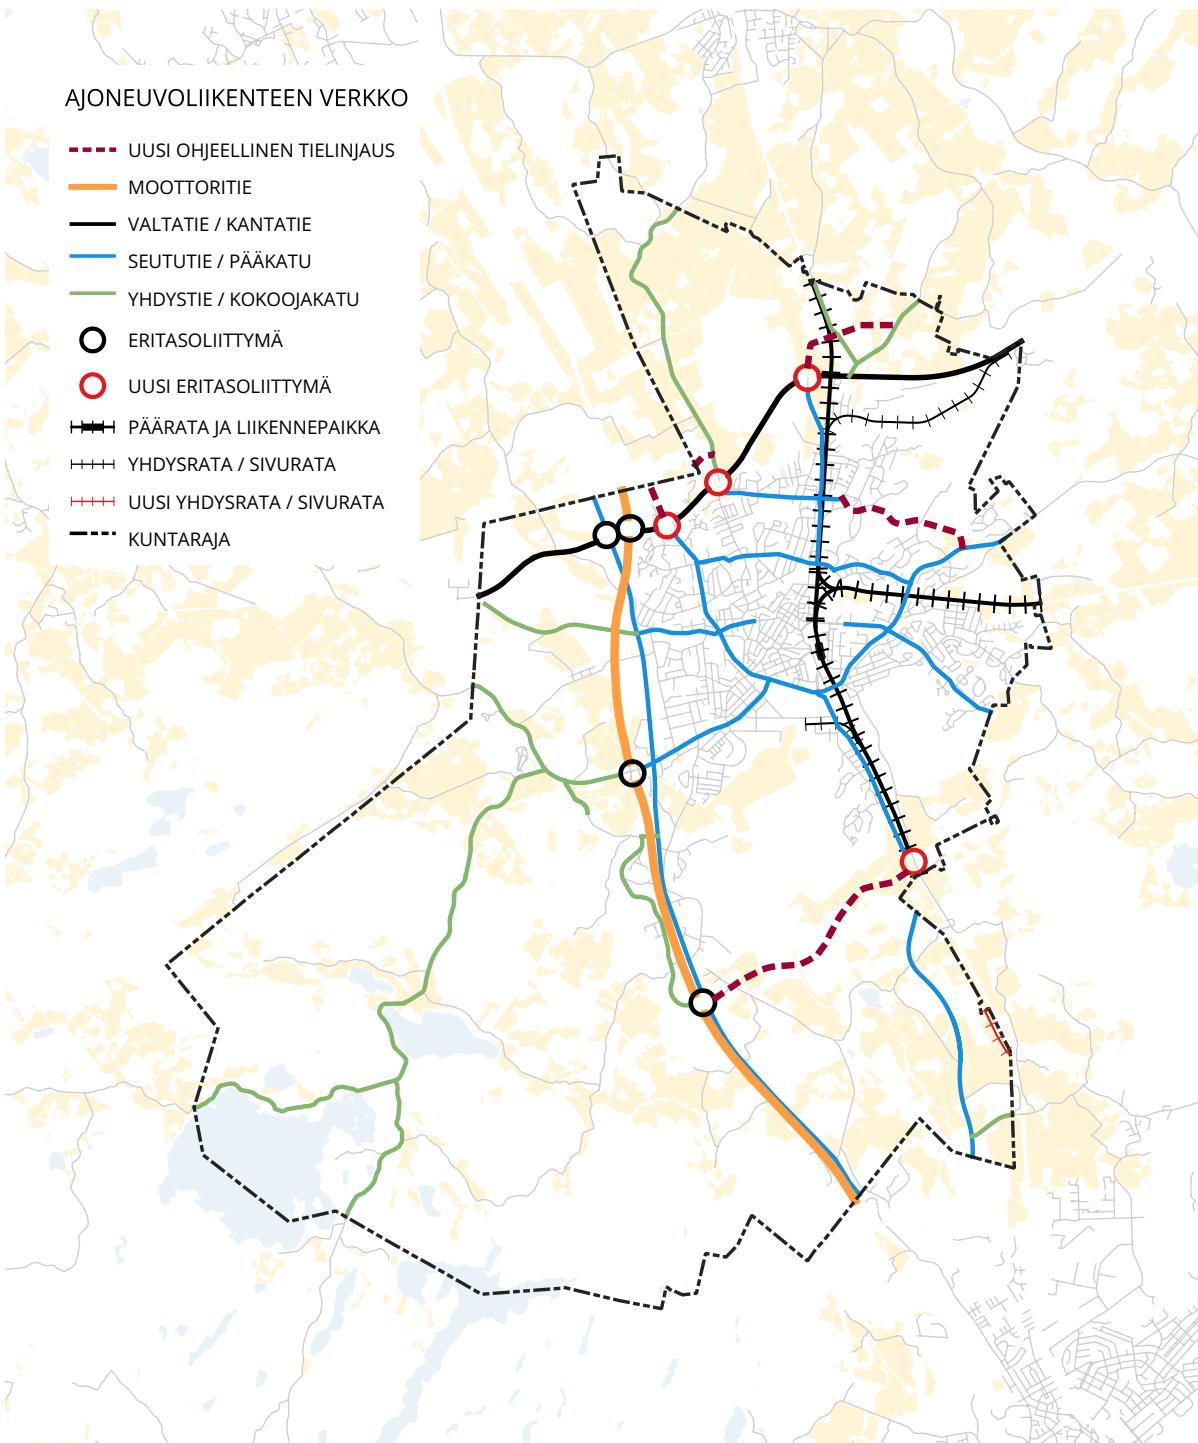 AJONEUVOLIIKENTEEN VERKKO
UUSI OHJEELLINEN TIELINJAUS
MOOTTORITIE
VALTATIE / KANTATIE
SEUTUTIE / PÄÄKATU
YHDYSTIE / KOKOOJAKATU
ERITASOLIITTYMÄ
UUSI ERITASOLIITTYMÄ
PÄÄRATA JA LIIKENNEPAIKKA
YHDYSRATA / SIVURATA
UUSI YHDYSRATA / SIVURATA
KUNTARAJA